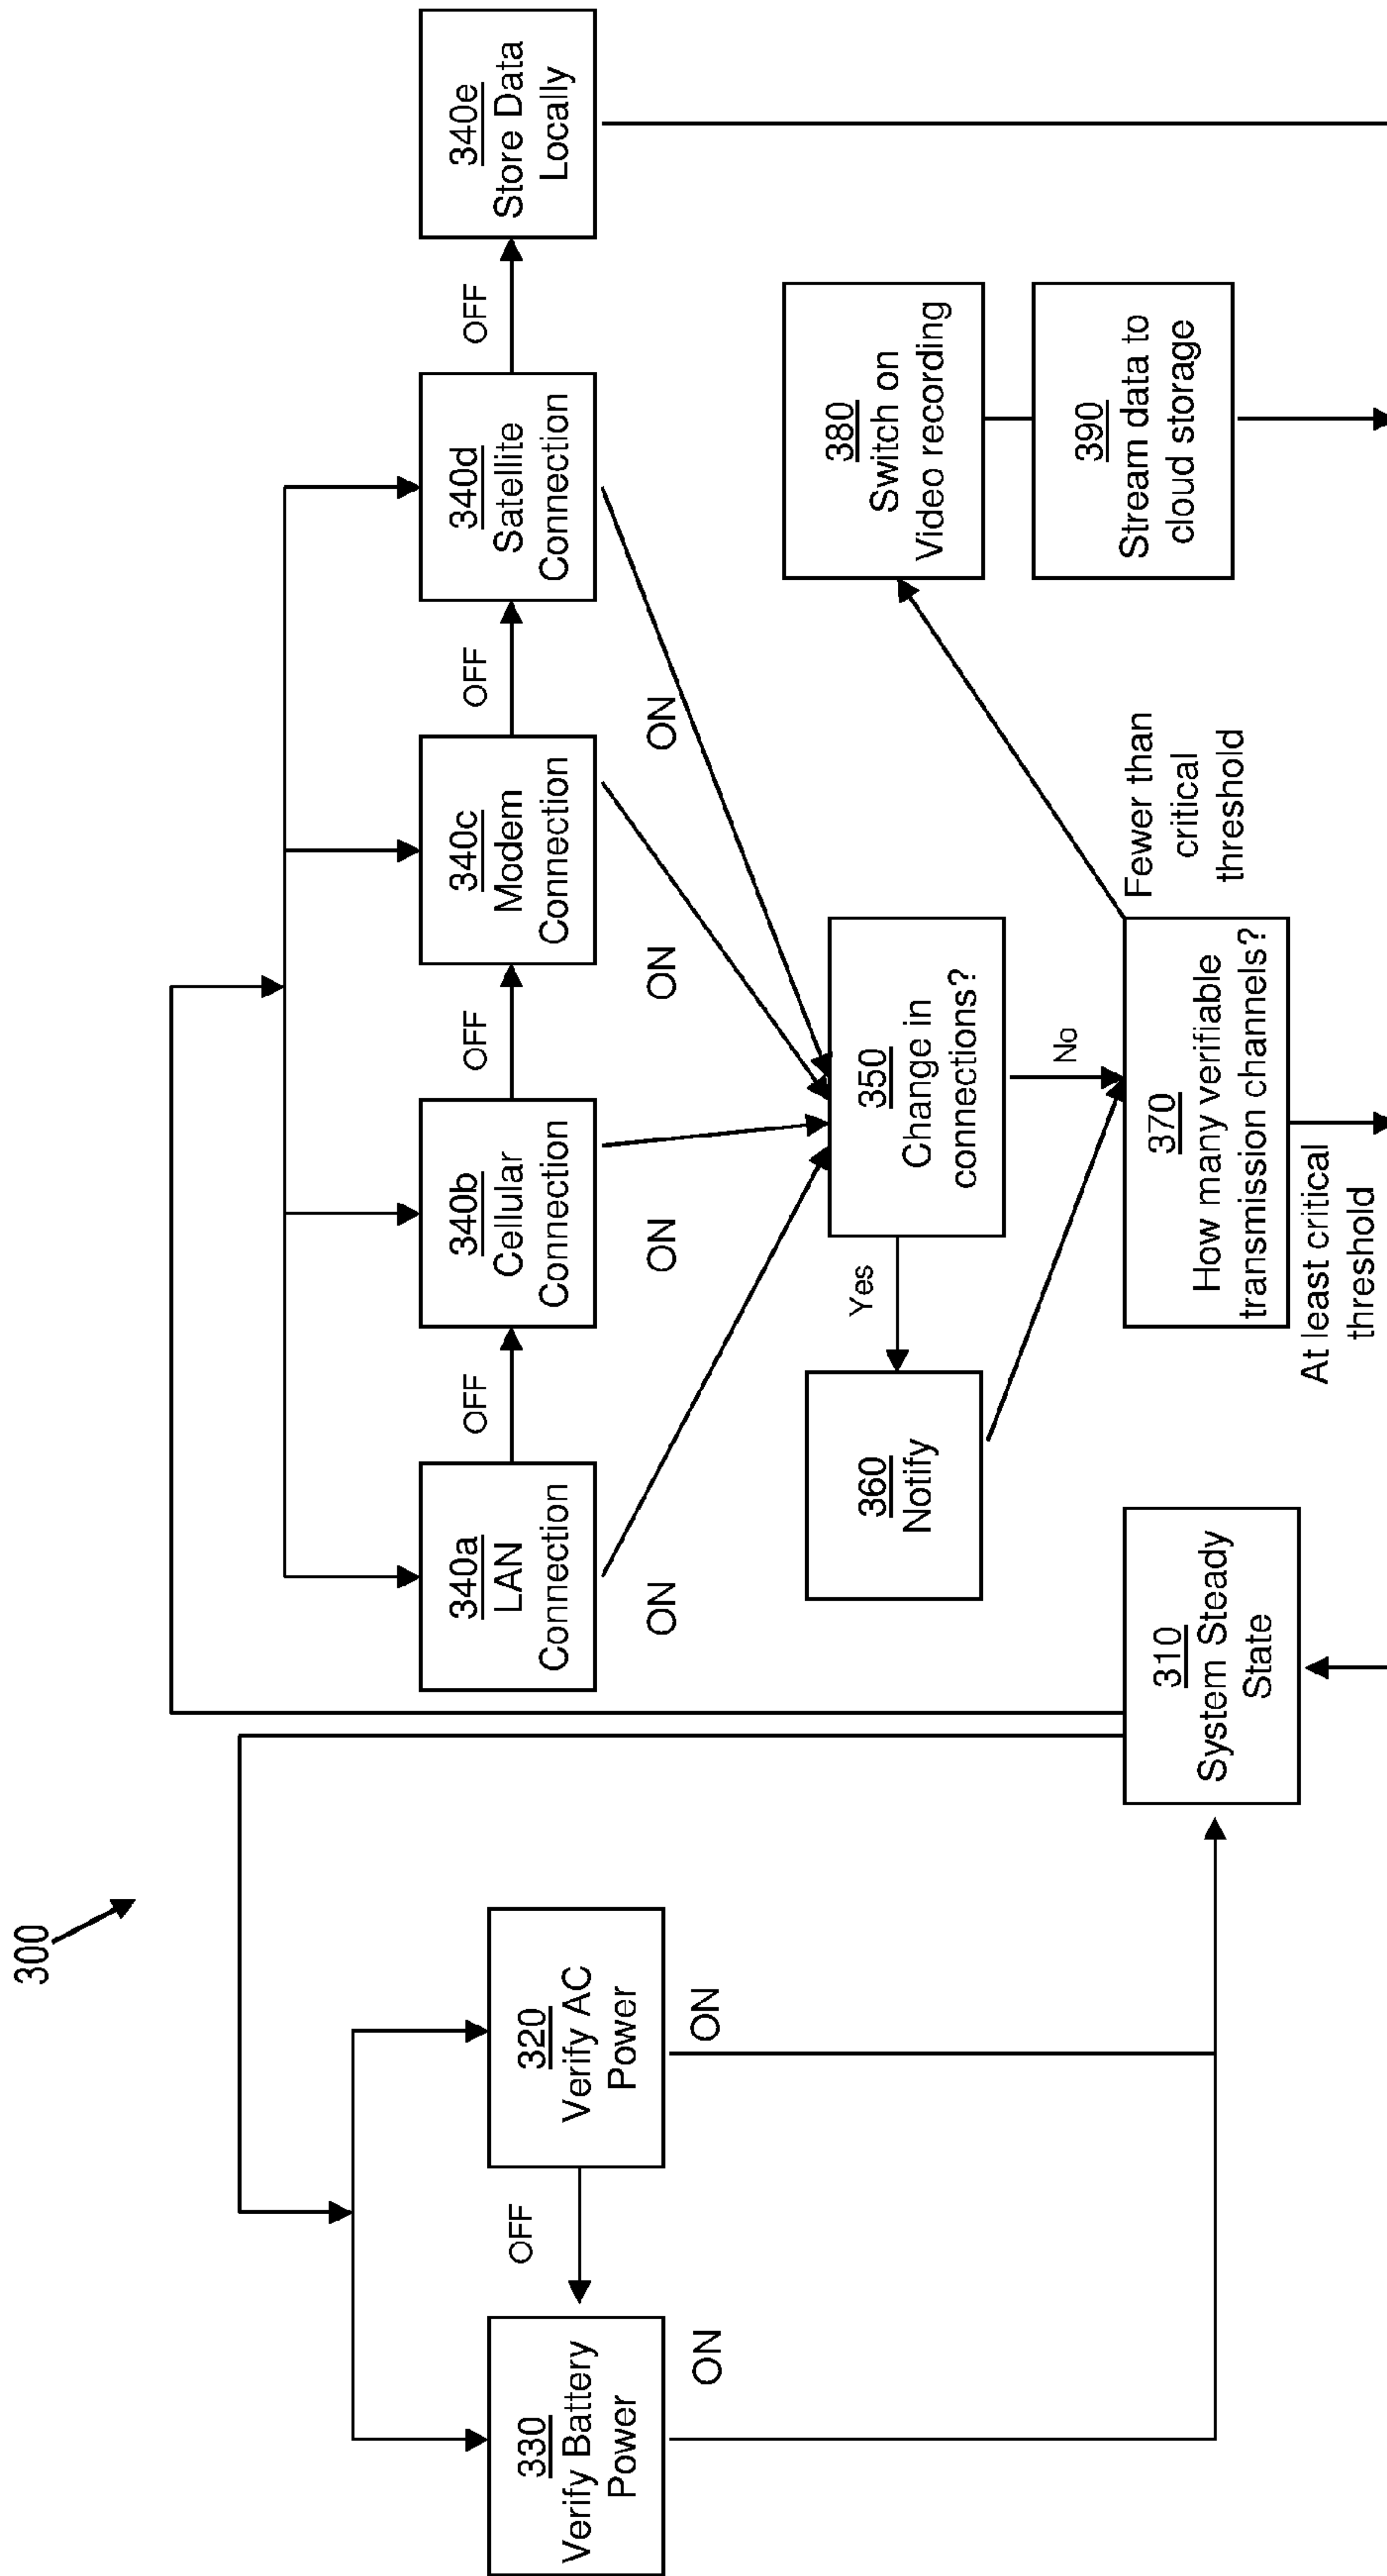 300
330
Verify Battery
Power
OFF
320
Verify AC
Power
ON
ON
310
System Steady
State
340a
LAN
Connection
OFF
340b
Cellular
Connection
OFF
340c
Modem
Connection
OFF
340d
Satellite
Connection
OFF
340e
Store Data
Locally
ON
ON
ON
ON
360
Notify
Yes
350
Change in
connections?
No
370
How many verifiable
transmission channels?
At least critical
threshold
Fewer than
critical
threshold
380
Switch on
Video recording
390
Stream data to
cloud storage